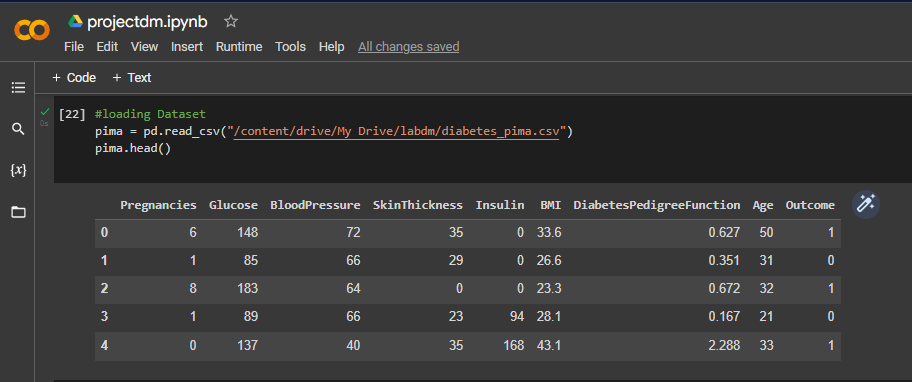 projectdm.ipynb
File Edit View Insert Runtime Tools Help All changes saved
+ Code + Text
[22] #loading Dataset
0s
pima = pd.read_csv("/content/drive/My Drive/labdm/diabetes_pima.csv")
pima.head()
{x}
Pregnancies Glucose BloodPressure SkinThickness Insulin BMI DiabetesPedigreeFunction Age Outcome
0 6 148 72 35 0 33.6 0.627 50 1
1 1 85 66 29 0 26.6 0.351 31 0
2 8 183 64 0 0 23.3 0.672 32 1
3 1 89 66 23 94 28.1 0.167 21 0
4 0 137 40 35 168 43.1 2.288 33 1